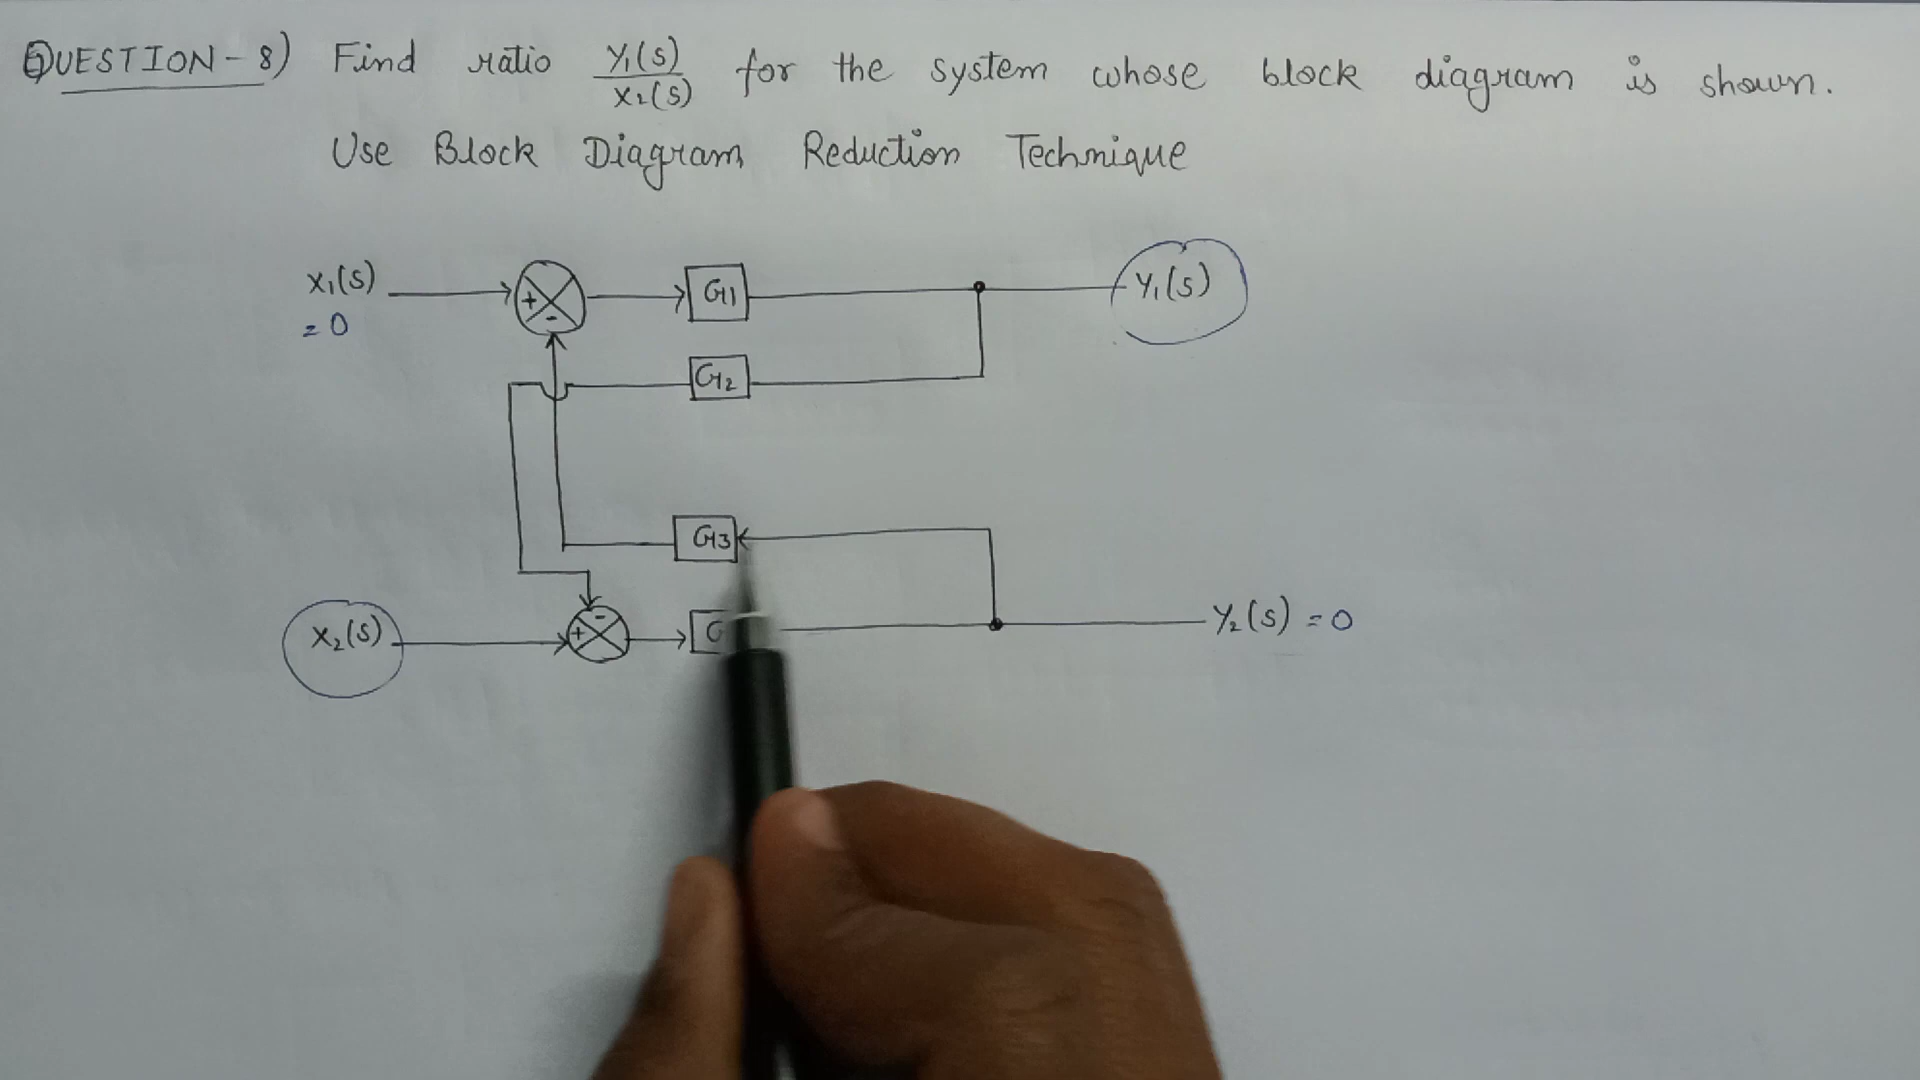 QUESTION-8) Find ratio Y₁(s)/X₂(s) for the system whose block diagram is shown.
Use Block Diagram Reduction Technique
X₁(s)
= 0
+
-
G1
Y₁(s)
G2
G3
X₂(s)
+
-
G
Y₂(s) = 0